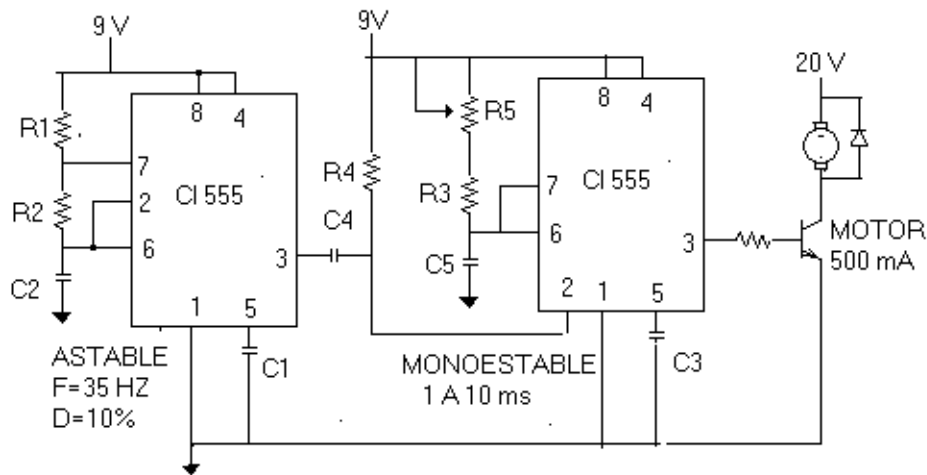 9 V
9V
20 V
8
4
R1
7
2
CI 555
R2
6
3
C2
1
5
C1
C4
R4
R5
R3
C5
8
4
7
CI 555
6
3
2
1
5
C3
MOTOR
500 mA
ASTABLE
F=35 HZ
D=10%
MONOESTABLE
1 A 10 ms